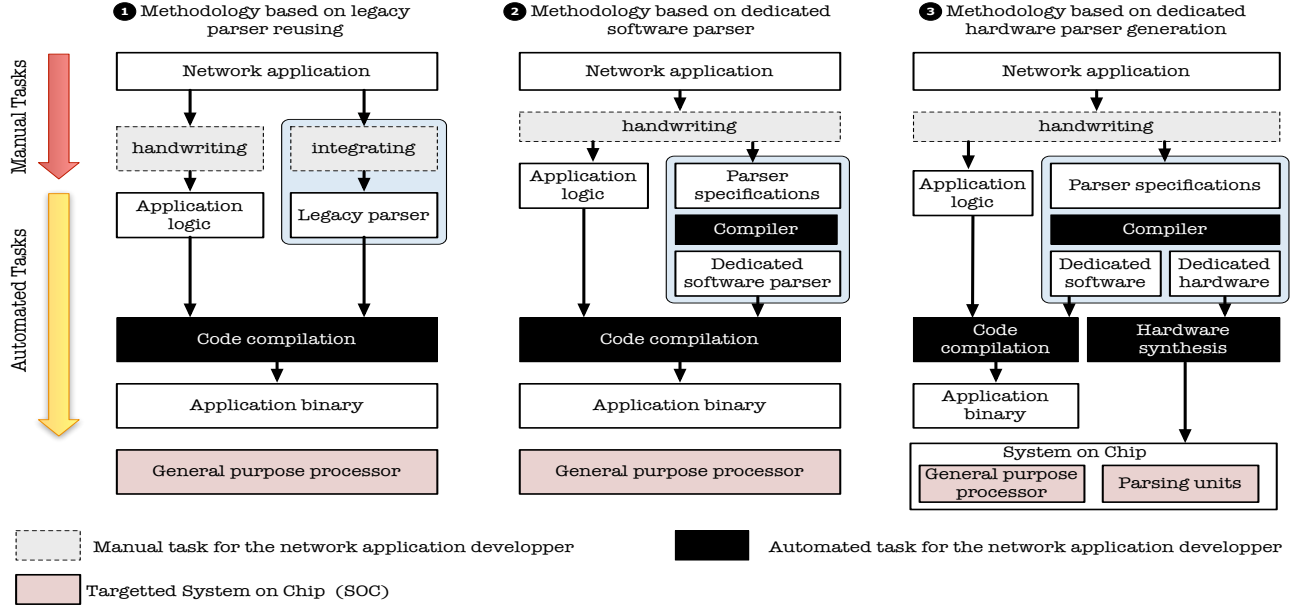 1 Methodology based on legacy
parser reusing
Network application
handwriting
integrating
Application
logic
Legacy parser
Code compilation
Application binary
General purpose processor
2 Methodology based on dedicated
software parser
Network application
handwriting
Application
logic
Parser
specifications
Compiler
Dedicated
software parser
Code compilation
Application binary
General purpose processor
3 Methodology based on dedicated
hardware parser generation
Network application
handwriting
Application
logic
Parser specifications
Compiler
Dedicated
software
Dedicated
hardware
Code
compilation
Hardware
synthesis
Application
binary
System on Chip
General purpose
processor
Parsing units
Manual Tasks
Automated Tasks
Manual task for the network application developper
Automated task for the network application developper
Targetted System on Chip (SOC)